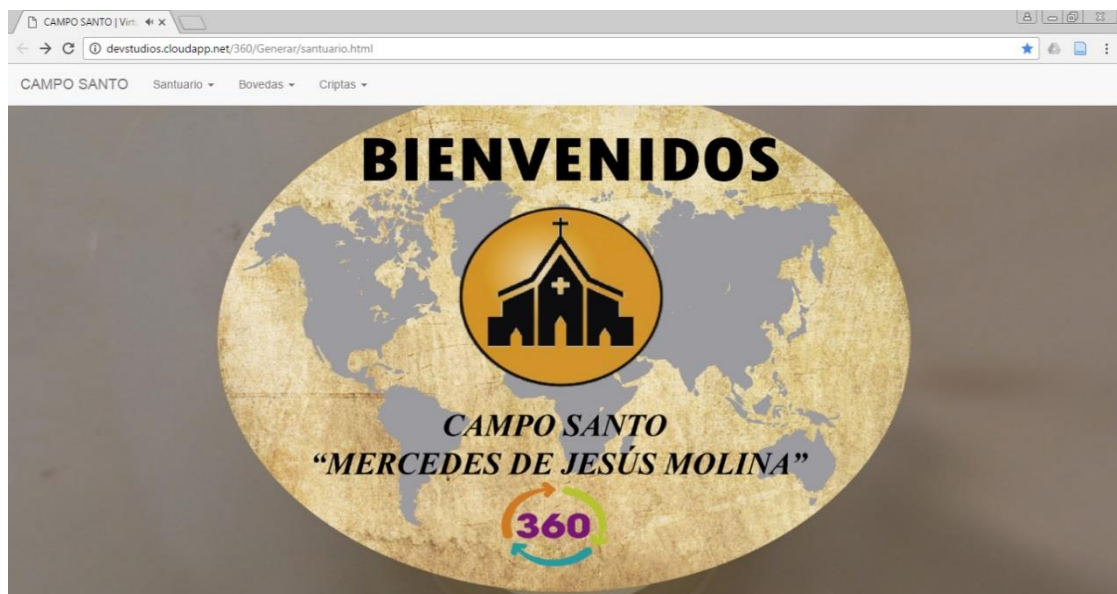 CAMPO SANTO | Virt
devstudios.cloudapp.net/360/Generar/santuario.html
CAMPO SANTO Santuario Bovedas Criptas
BIENVENIDOS
CAMPO SANTO
“MERCEDES DE JESÚS MOLINA”
360